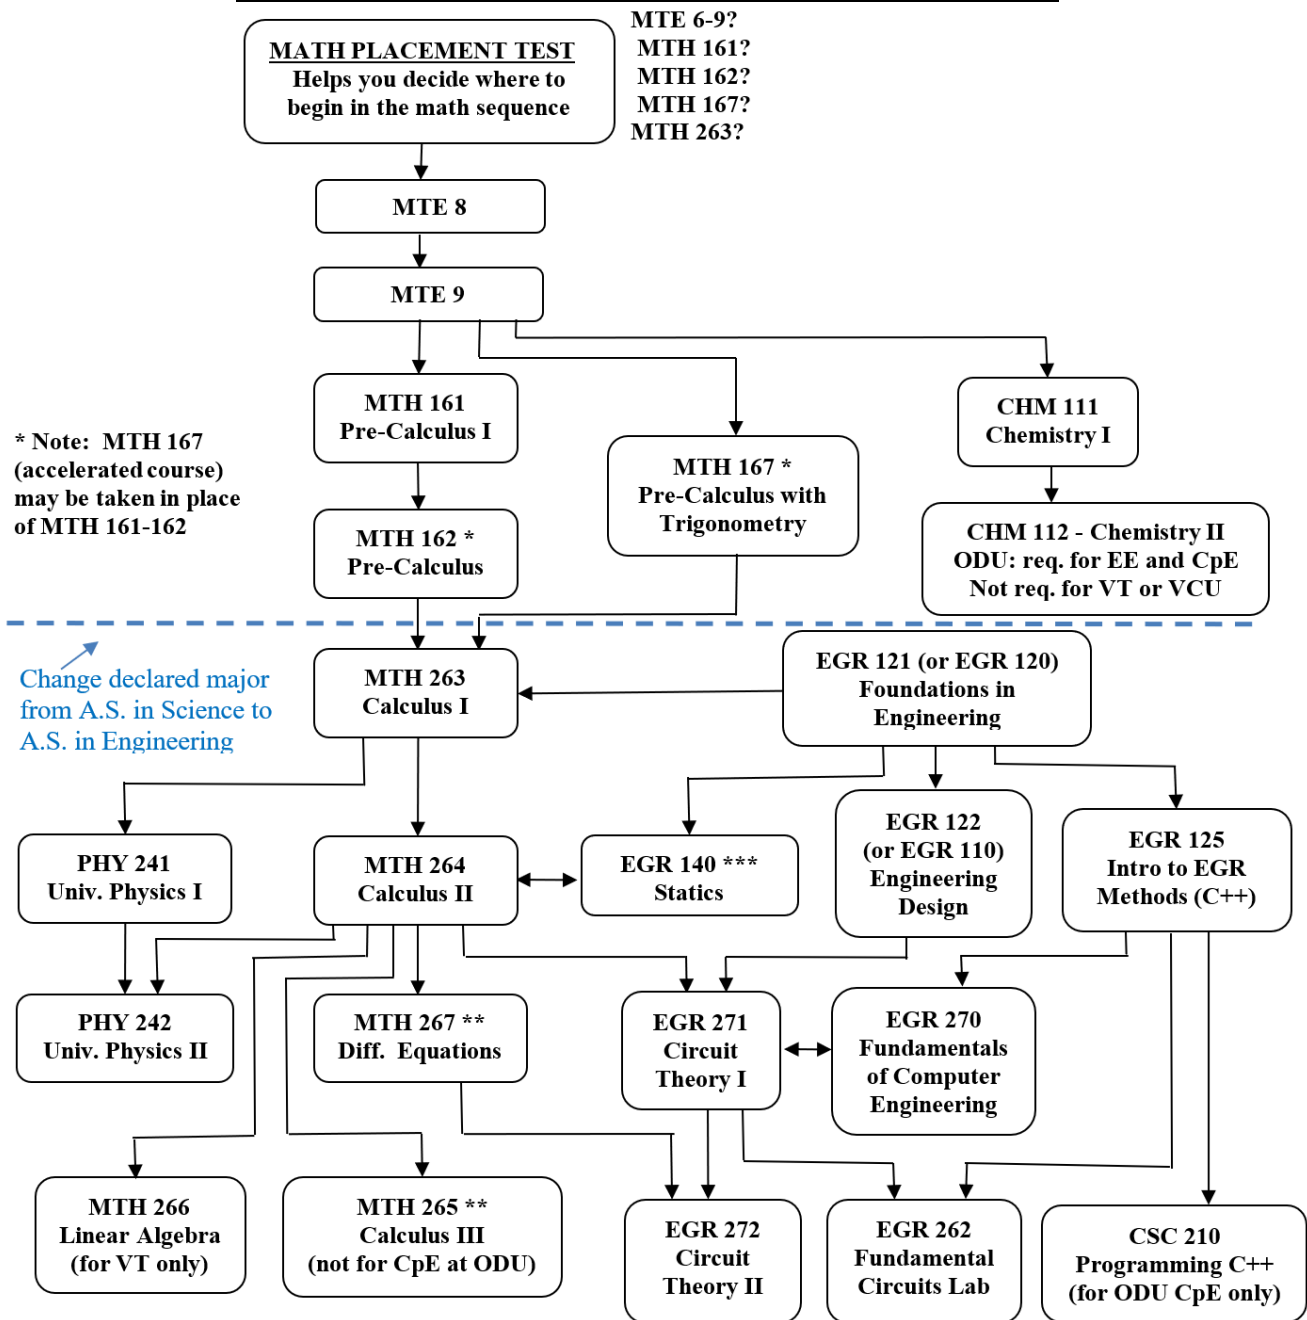 MATH PLACEMENT TEST
Helps you decide where to
begin in the math sequence
MTE 6-9?
MTH 161?
MTH 162?
MTH 167?
MTH 263?
MTE 8
MTE 9
MTH 161
Pre-Calculus I
MTH 167 *
Pre-Calculus with
Trigonometry
CHM 111
Chemistry I
* Note: MTH 167
(accelerated course)
may be taken in place
of MTH 161-162
MTH 162 *
Pre-Calculus
CHM 112 - Chemistry II
ODU: req. for EE and CpE
Not req. for VT or VCU
Change declared major
from A.S. in Science to
A.S. in Engineering
MTH 263
Calculus I
EGR 121 (or EGR 120)
Foundations in
Engineering
PHY 241
Univ. Physics I
MTH 264
Calculus II
EGR 140 ***
Statics
EGR 122
(or EGR 110)
Engineering
Design
EGR 125
Intro to EGR
Methods (C++)
PHY 242
Univ. Physics II
MTH 267 **
Diff. Equations
EGR 271
Circuit
Theory I
EGR 270
Fundamentals
of Computer
Engineering
MTH 266
Linear Algebra
(for VT only)
MTH 265 **
Calculus III
(not for CpE at ODU)
EGR 272
Circuit
Theory II
EGR 262
Fundamental
Circuits Lab
CSC 210
Programming C++
(for ODU CpE only)